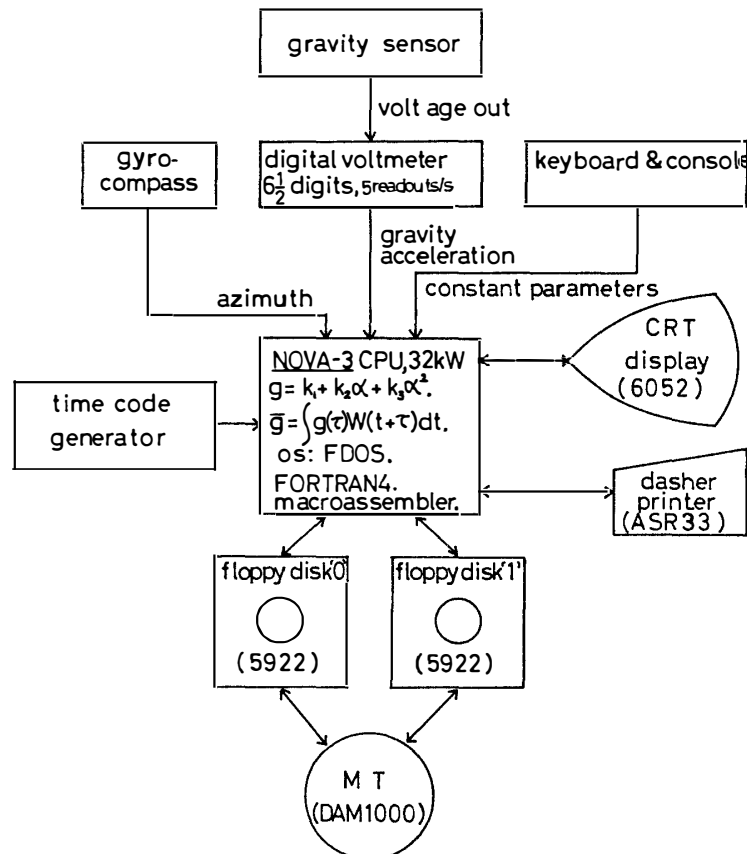 gravity sensor
volt age out
gyro-
compass
digital voltmeter
6 1/2 digits, 5readouts/s
keyboard & console
gravity
acceleration
azimuth
constant parameters
NOVA-3 CPU,32kW
g= k₁+ k₂α + k₃α².
g̅=∫g(τ)W(t+τ)dt.
os: FDOS.
FORTRAN4.
macroassembler.
CRT
display
(6052)
time code
generator
dasher
printer
(ASR33)
floppy disk'0'
(5922)
floppy disk'1'
(5922)
M T
(DAM1000)